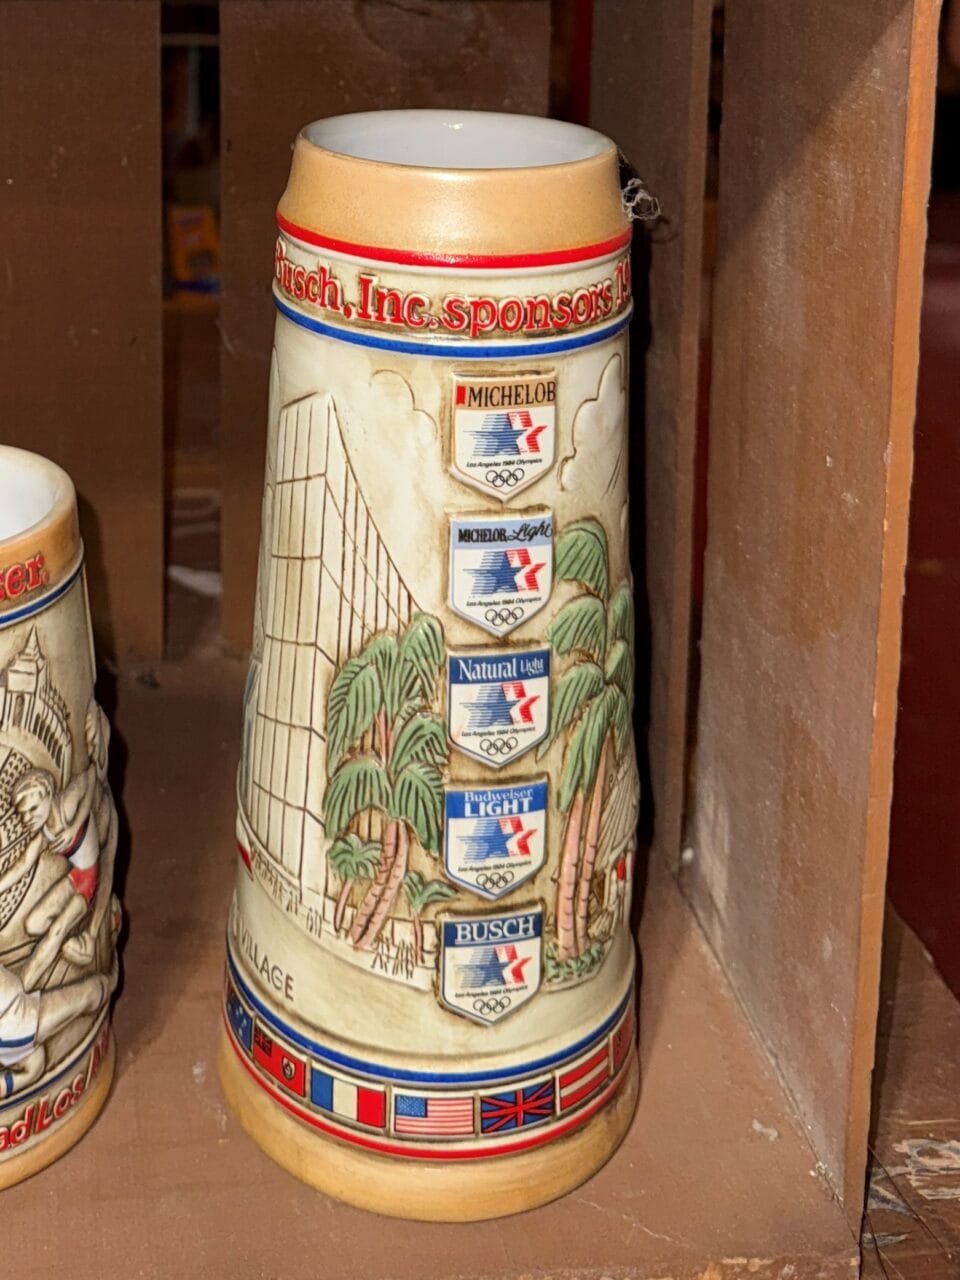 Busch, Inc. sponsors 19
MICHELOB
Los Angeles 1984 Olympics
MICHELOB Light
Los Angeles 1984 Olympics
Natural Light
Los Angeles 1984 Olympics
Budweiser
LIGHT
Los Angeles 1984 Olympics
BUSCH
Los Angeles 1984 Olympics
VILLAGE
ser.
ad Los A